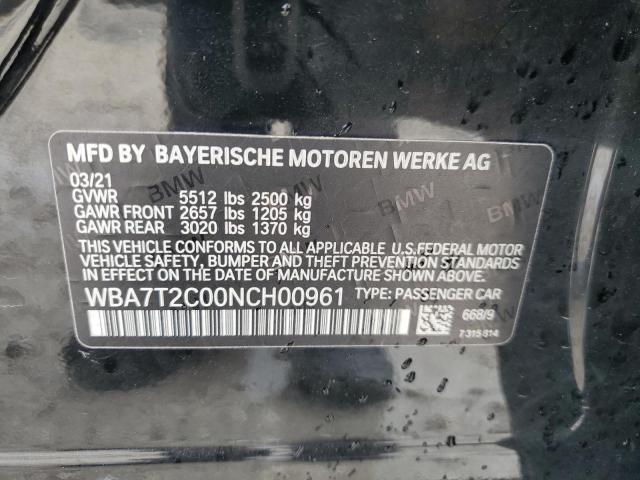 MFD BY BAYERISCHE MOTOREN WERKE AG
03/21
GVWR 5512 lbs 2500 kg
GAWR FRONT 2657 lbs 1205 kg
GAWR REAR 3020 lbs 1370 kg
THIS VEHICLE CONFORMS TO ALL APPLICABLE U.S.FEDERAL MOTOR
VEHICLE SAFETY, BUMPER AND THEFT PREVENTION STANDARDS
IN EFFECT ON THE DATE OF MANUFACTURE SHOWN ABOVE.
WBA7T2C00NCH00961 TYPE: PASSENGER CAR
668/9
7 315 814